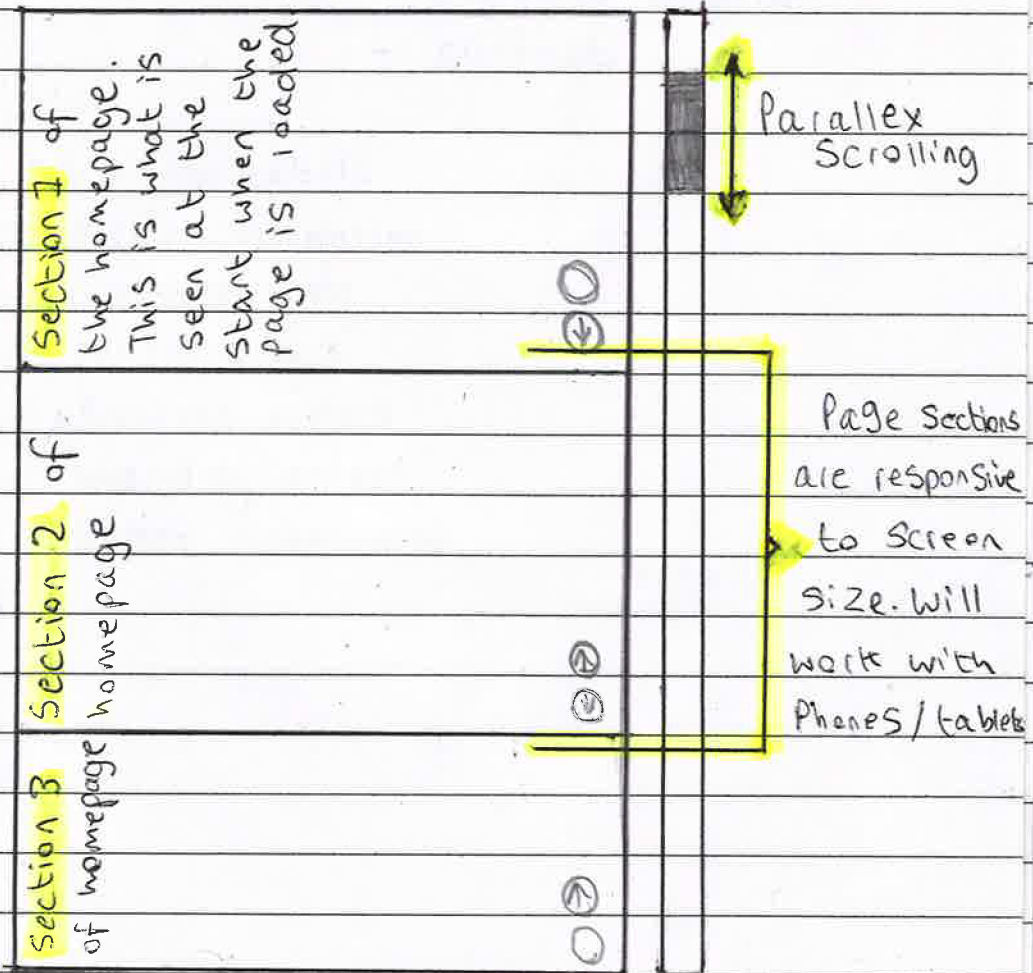 Section 1 of
the homepage.
This is what is
seen at the
Start when the
page is loaded
Parallex
Scrolling
Section 2 of
homepage
Page Sections
are responsive
to Screen
Size. Will
work with
Phones/tablets
Section 3
of homepage